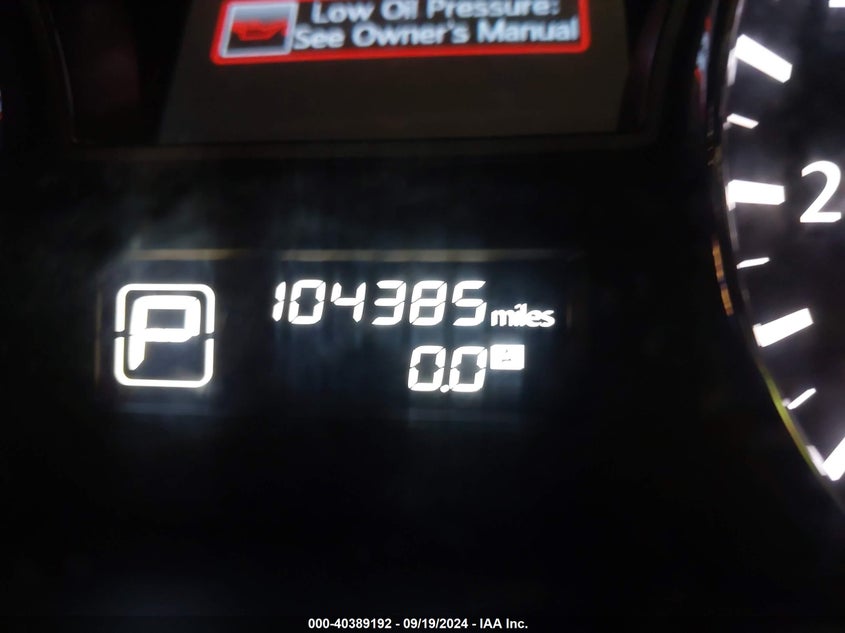 Low Oil Pressure:
See Owner's Manual
2
P
104385 miles
0.0
000-40389192 - 09/19/2024 - IAA Inc.